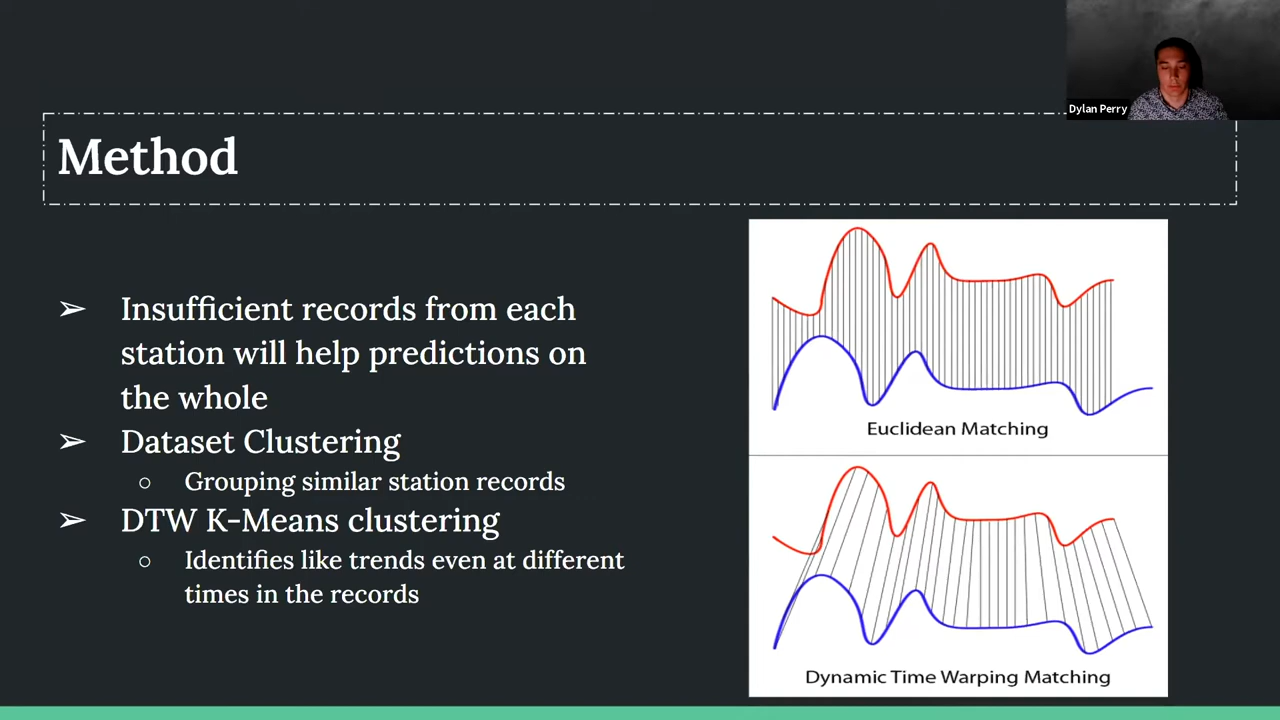 Dylan Perry
Method
➢ Insufficient records from each
station will help predictions on
the whole
➢ Dataset Clustering
○ Grouping similar station records
➢ DTW K-Means clustering
○ Identifies like trends even at different
times in the records
Euclidean Matching
Dynamic Time Warping Matching